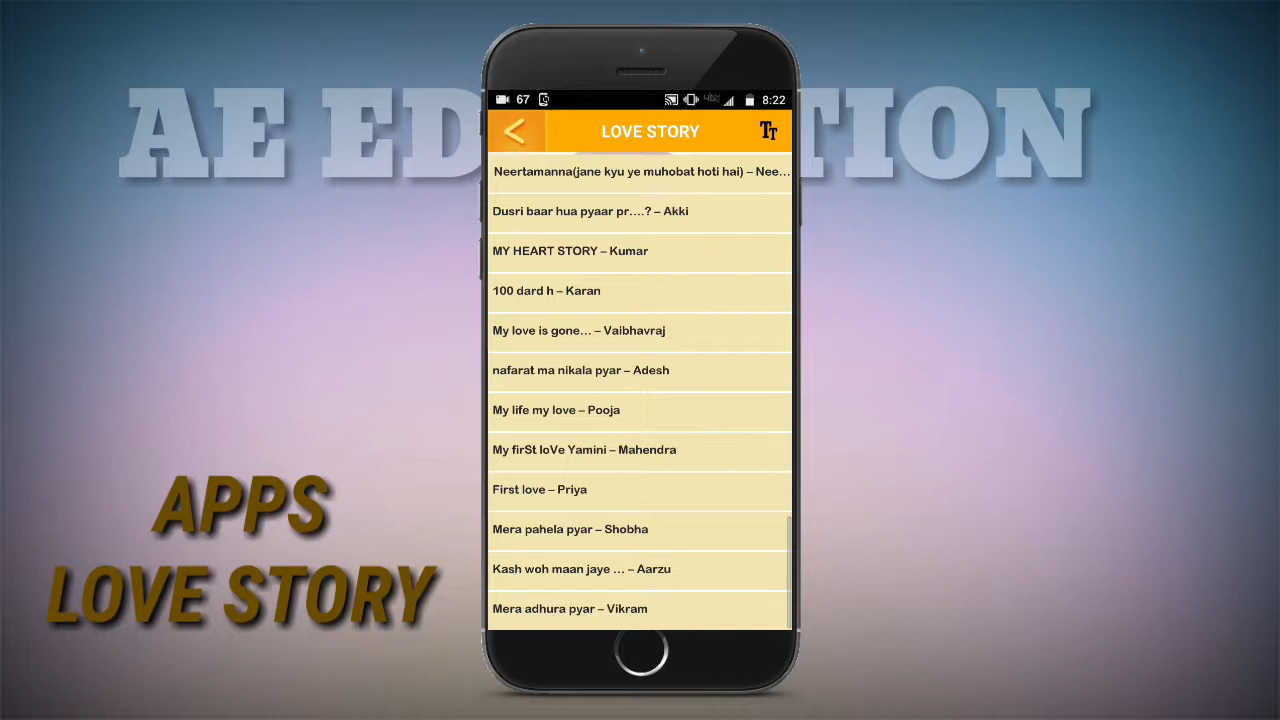 AE ED TION
67
8:22
LOVE STORY
Neertamanna(jane kyu ye muhobat hoti hai) – Nee...
Dusri baar hua pyaar pr....? – Akki
MY HEART STORY – Kumar
100 dard h – Karan
My love is gone... – Vaibhavraj
nafarat ma nikala pyar – Adesh
My life my love – Pooja
My firSt loVe Yamini – Mahendra
First love – Priya
Mera pahela pyar – Shobha
Kash woh maan jaye ... – Aarzu
Mera adhura pyar – Vikram
APPS
LOVE STORY